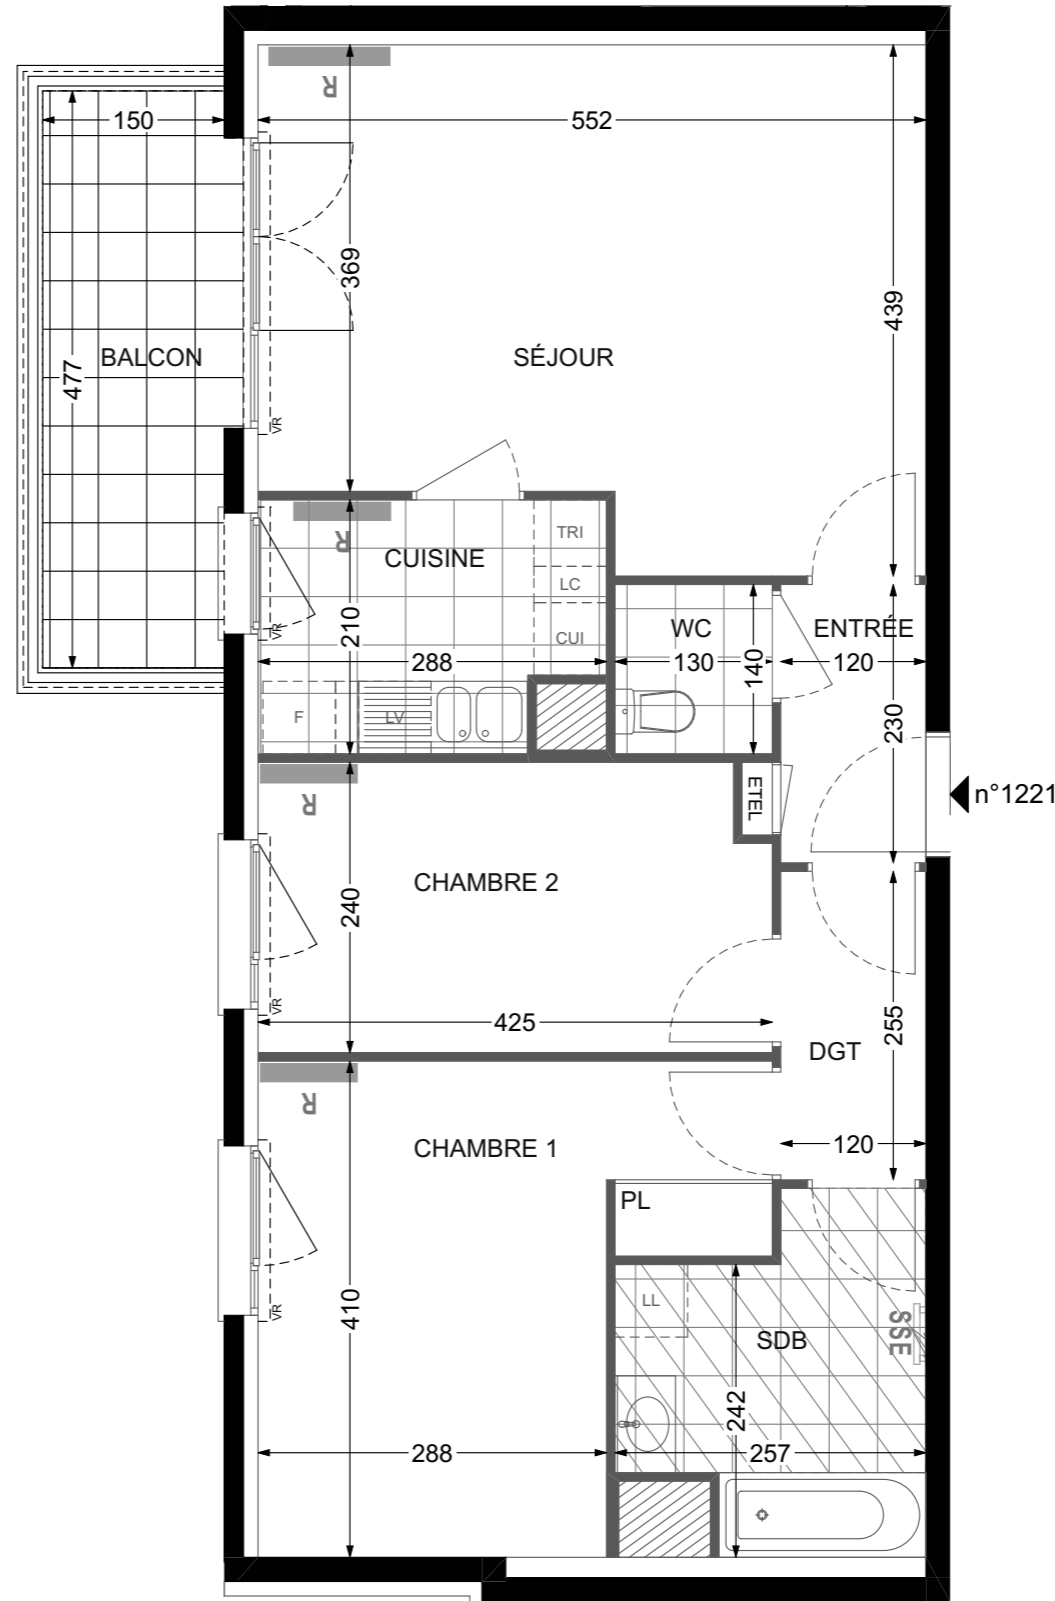 R
150
552
369
439
477
BALCON
SÉJOUR
VR
R
CUISINE
TRI
LC
CUI
WC
ENTRÉE
VR
210
288
130
140
120
230
F
LV
R
ETEL
n°1221
CHAMBRE 2
240
VR
425
255
DGT
R
CHAMBRE 1
120
PL
VR
410
LL
SDB
SSE
242
288
257